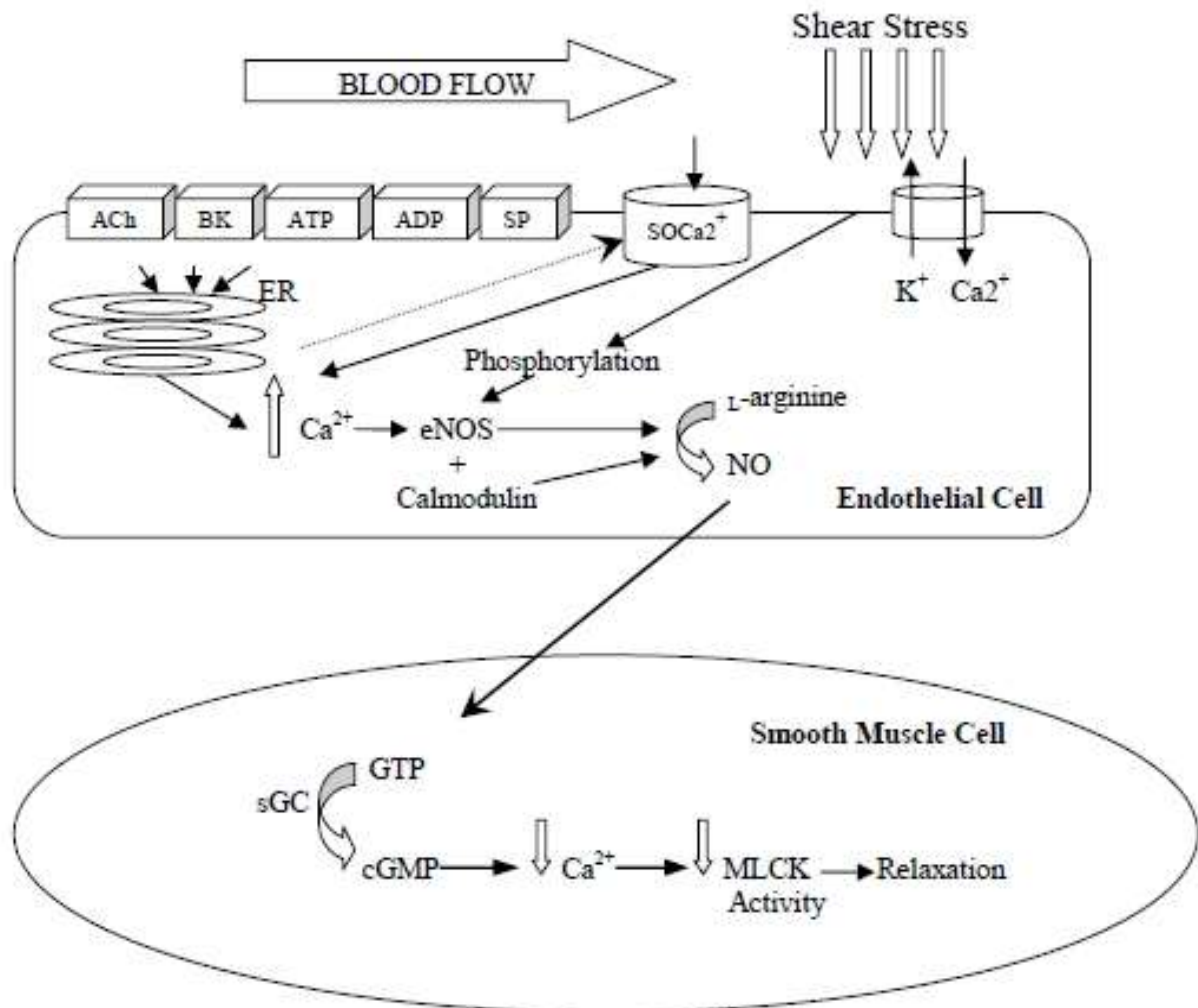 Shear Stress
BLOOD FLOW
ACh
BK
ATP
ADP
SP
SOCa2+
ER
K+
Ca2+
Phosphorylation
L-arginine
Ca2+
eNOS
+
Calmodulin
NO
Endothelial Cell
Smooth Muscle Cell
GTP
sGC
cGMP
Ca2+
MLCK
Activity
Relaxation